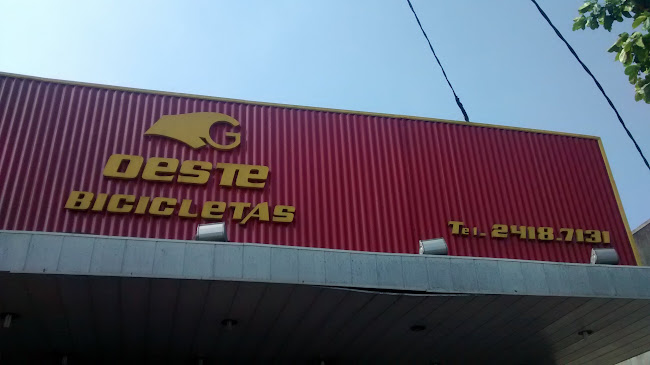 G
OESTE
BICICLETAS
Tel. 2418.7131